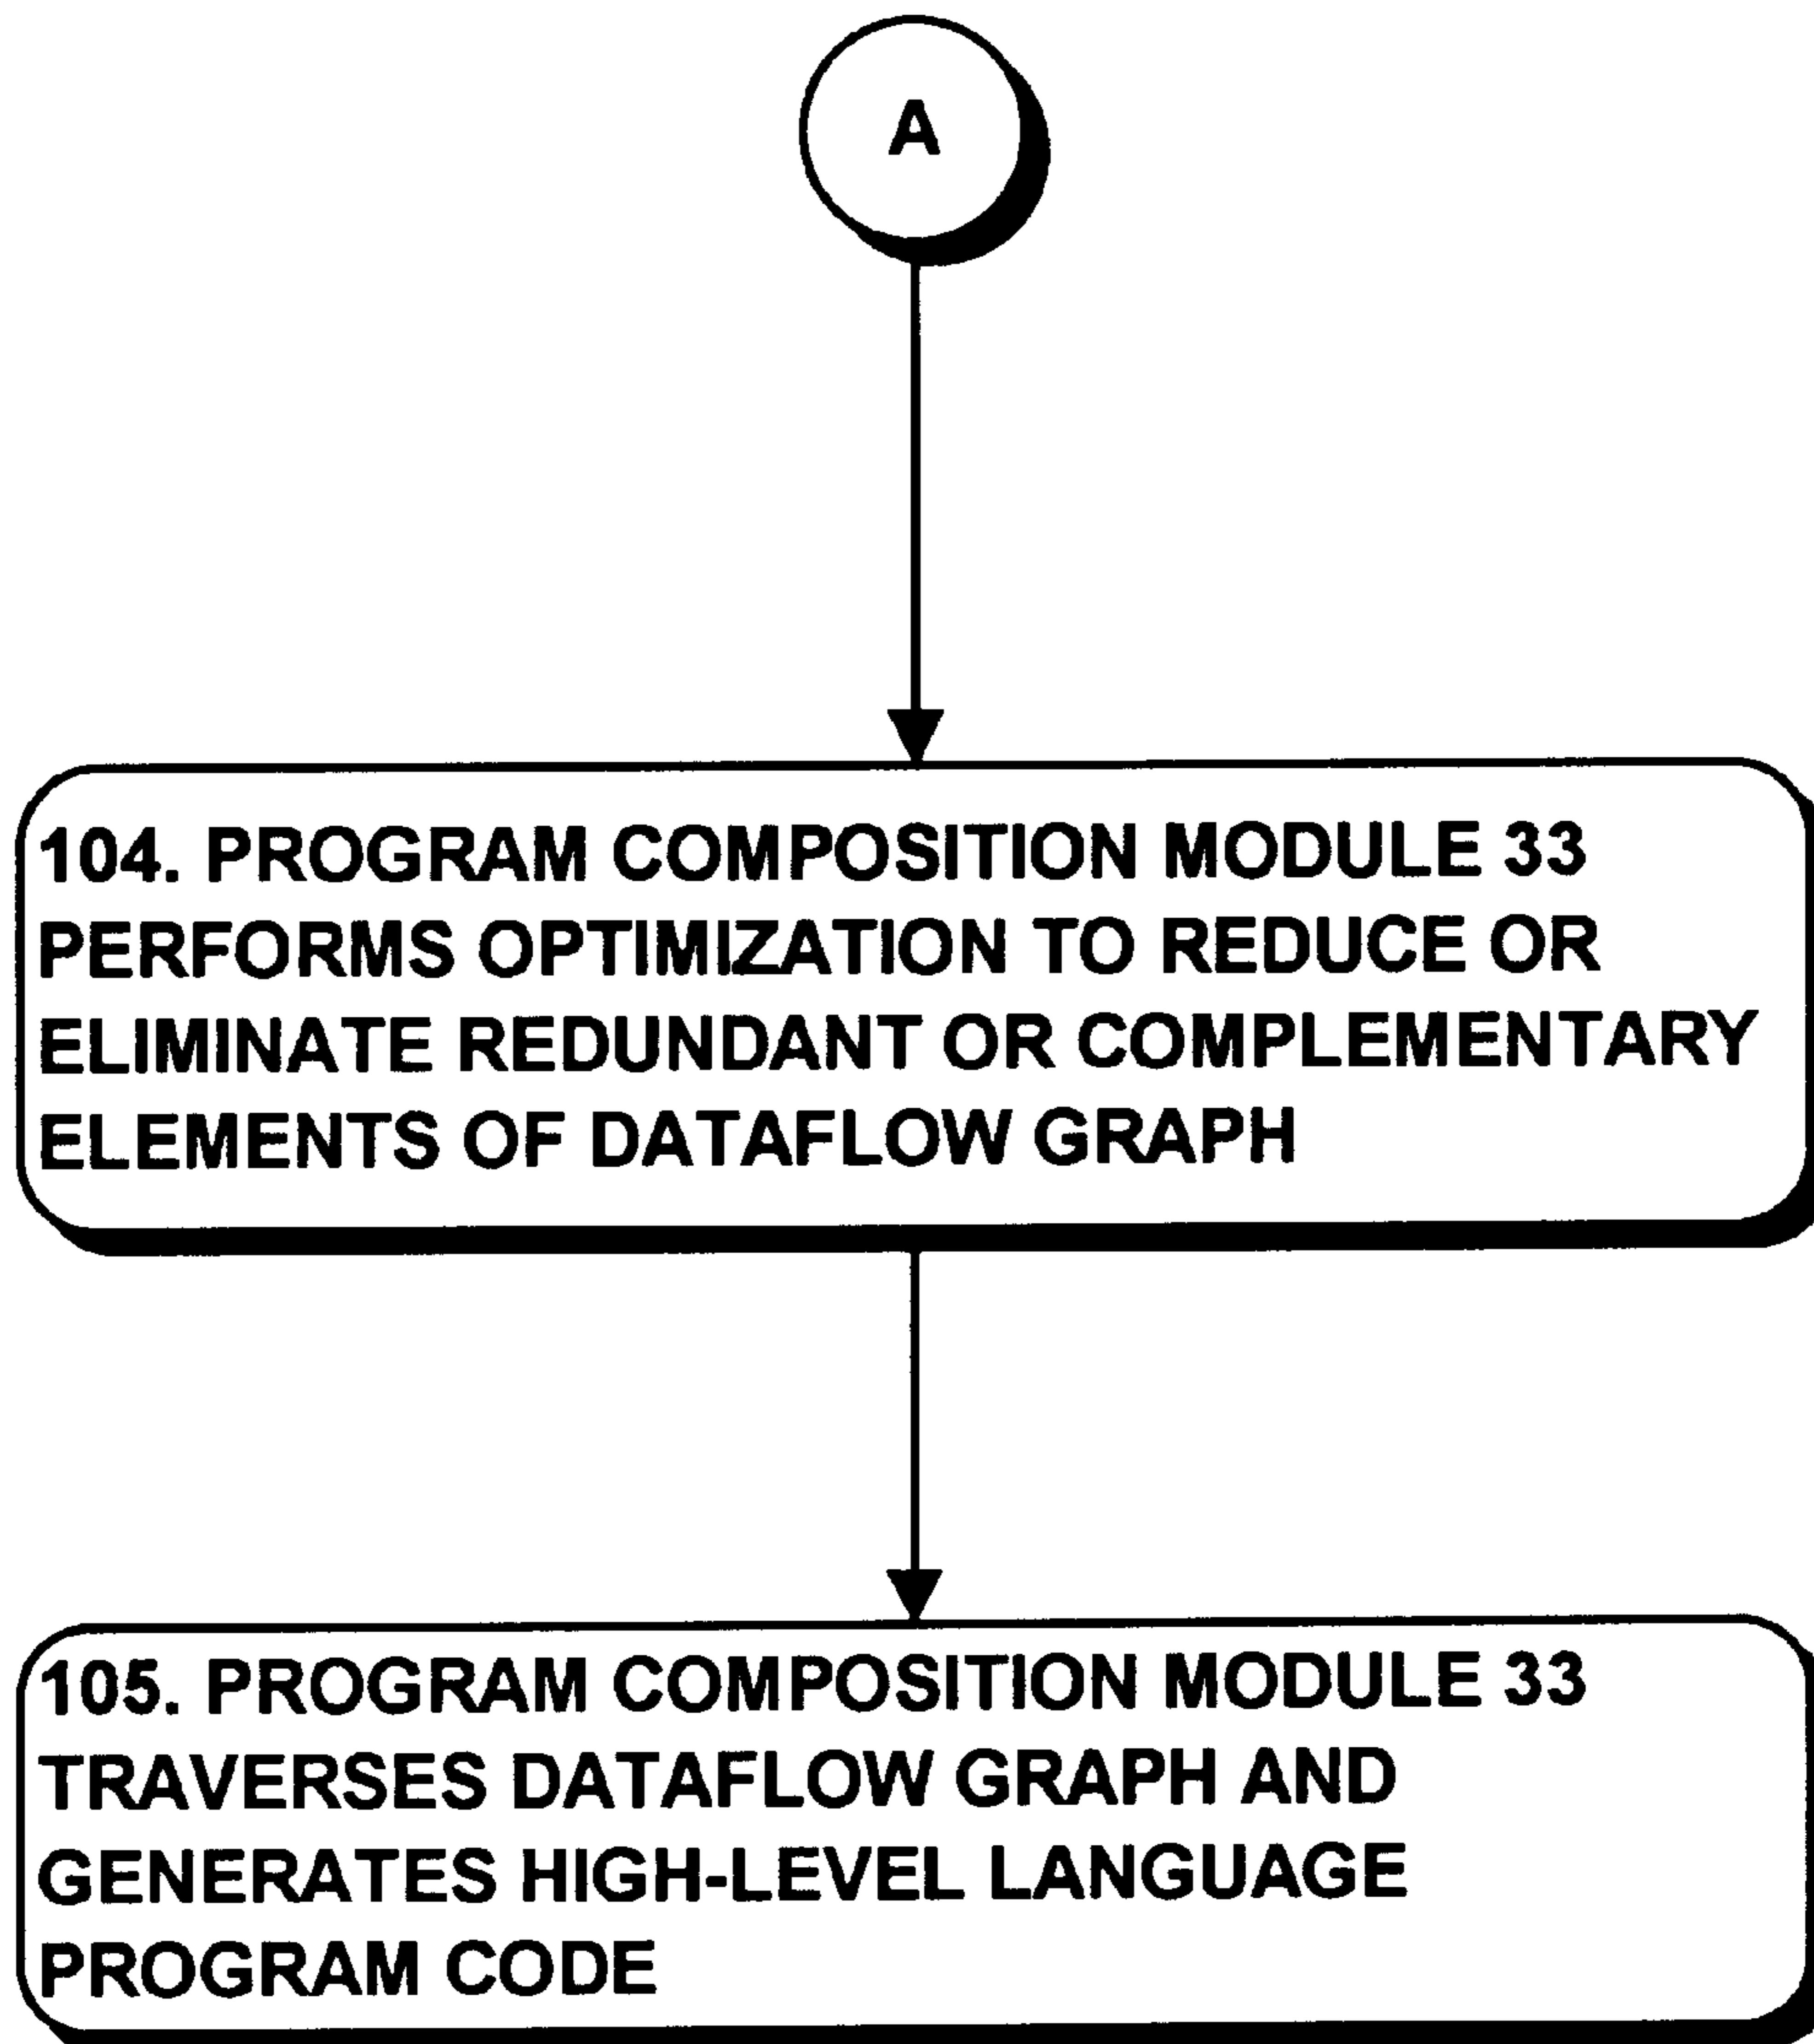 A
104. PROGRAM COMPOSITION MODULE 33
PERFORMS OPTIMIZATION TO REDUCE OR
ELIMINATE REDUNDANT OR COMPLEMENTARY
ELEMENTS OF DATAFLOW GRAPH
105. PROGRAM COMPOSITION MODULE 33
TRAVERSES DATAFLOW GRAPH AND
GENERATES HIGH-LEVEL LANGUAGE
PROGRAM CODE